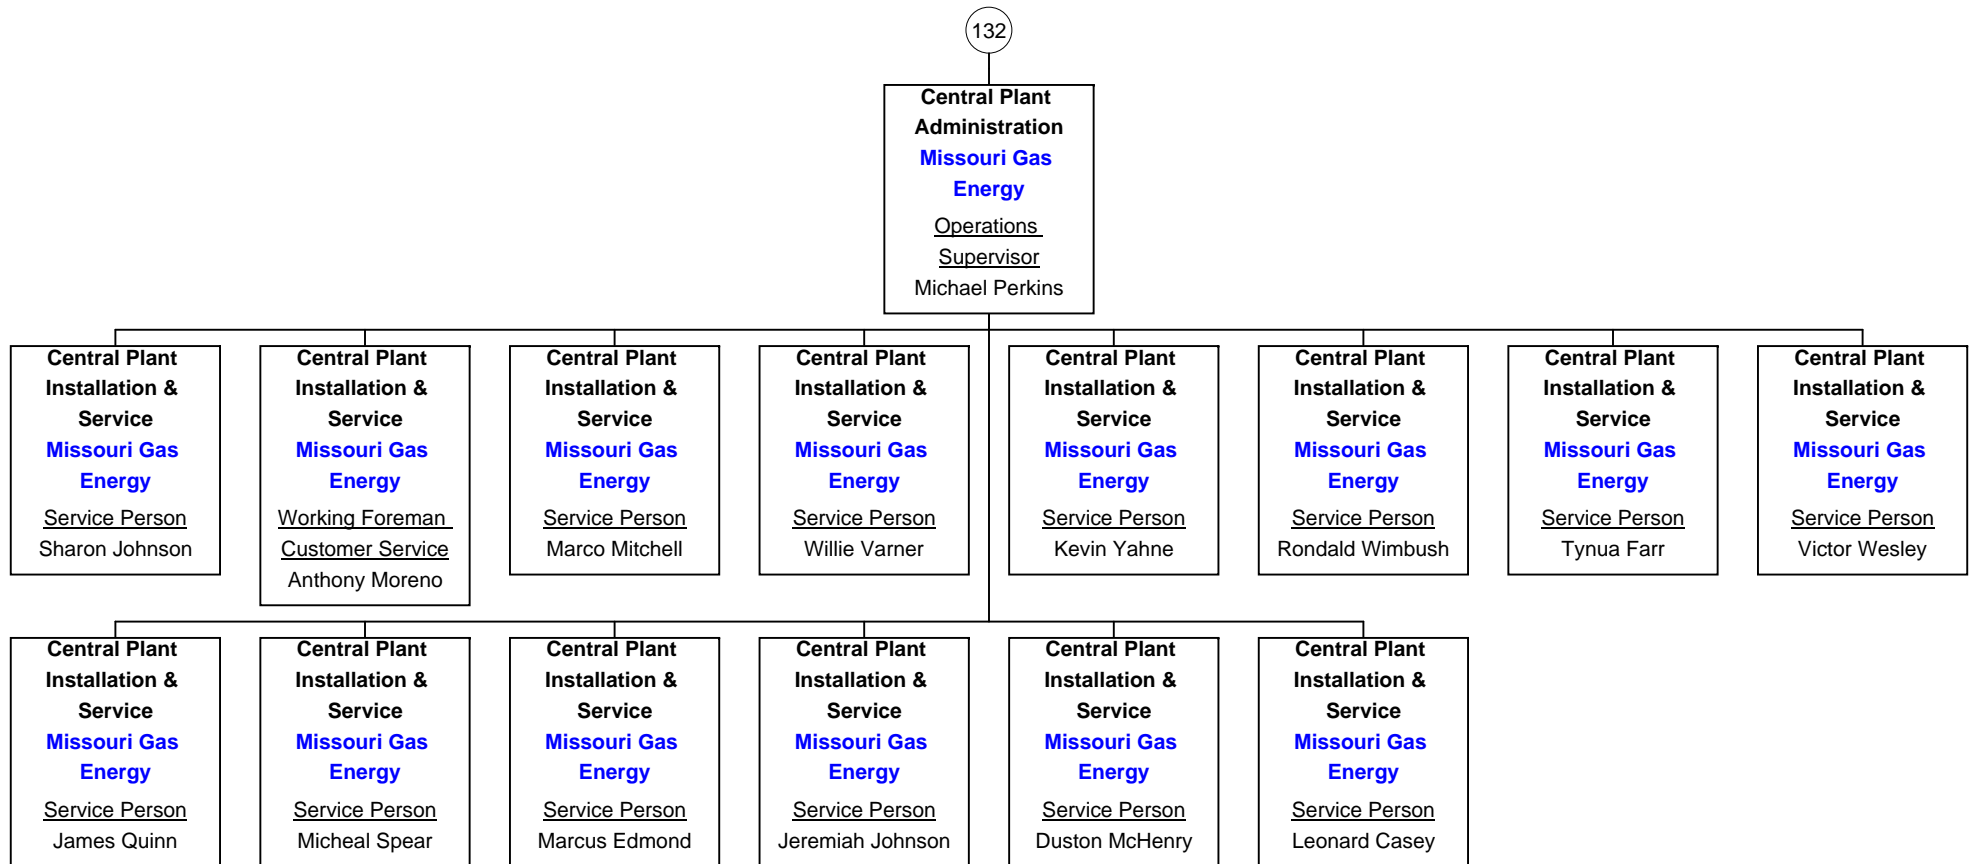 132
Central Plant
Administration
Missouri Gas
Energy
Operations
Supervisor
Michael Perkins
Central Plant
Installation &
Service
Missouri Gas
Energy
Service Person
Sharon Johnson
Central Plant
Installation &
Service
Missouri Gas
Energy
Working Foreman
Customer Service
Anthony Moreno
Central Plant
Installation &
Service
Missouri Gas
Energy
Service Person
Marco Mitchell
Central Plant
Installation &
Service
Missouri Gas
Energy
Service Person
Willie Varner
Central Plant
Installation &
Service
Missouri Gas
Energy
Service Person
Kevin Yahne
Central Plant
Installation &
Service
Missouri Gas
Energy
Service Person
Rondald Wimbush
Central Plant
Installation &
Service
Missouri Gas
Energy
Service Person
Tynua Farr
Central Plant
Installation &
Service
Missouri Gas
Energy
Service Person
Victor Wesley
Central Plant
Installation &
Service
Missouri Gas
Energy
Service Person
James Quinn
Central Plant
Installation &
Service
Missouri Gas
Energy
Service Person
Micheal Spear
Central Plant
Installation &
Service
Missouri Gas
Energy
Service Person
Marcus Edmond
Central Plant
Installation &
Service
Missouri Gas
Energy
Service Person
Jeremiah Johnson
Central Plant
Installation &
Service
Missouri Gas
Energy
Service Person
Duston McHenry
Central Plant
Installation &
Service
Missouri Gas
Energy
Service Person
Leonard Casey